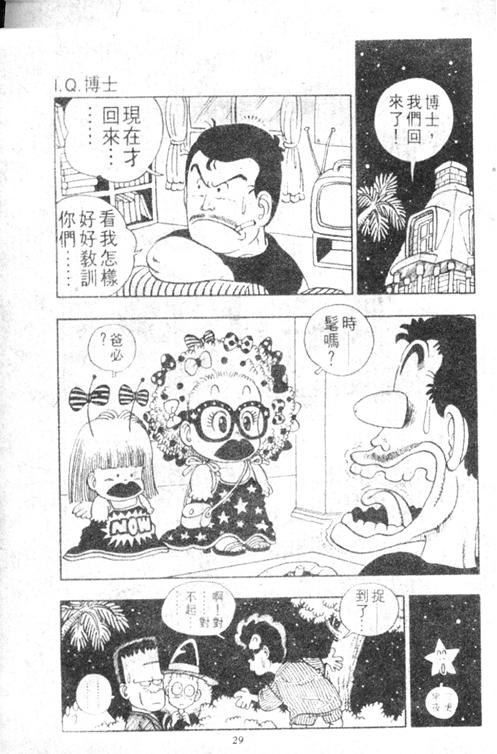 I.Q.博士
博士，
我們回
來了！
現在才
回來…
……
看我怎樣
好好教訓
你們……
時
髦嗎？
爸必
？
NOW
捉
到了…
啊！對
……對
不起
……
29